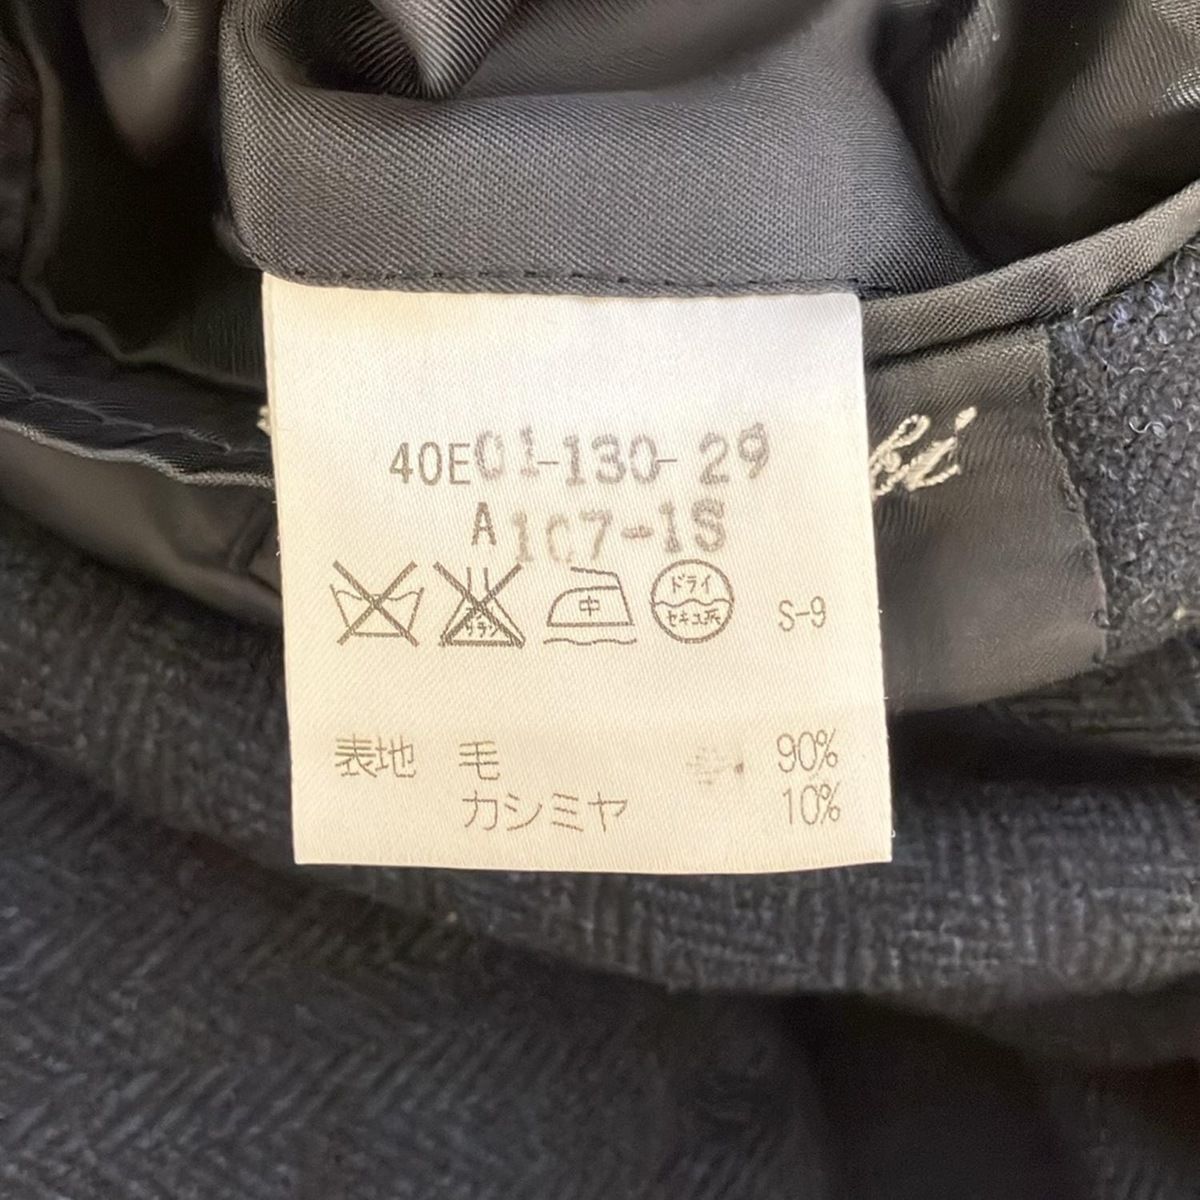 40E01-130-29
A 107-1S
中 ドライ セキユ系 S-9
表地 毛 90%
カシミヤ 10%